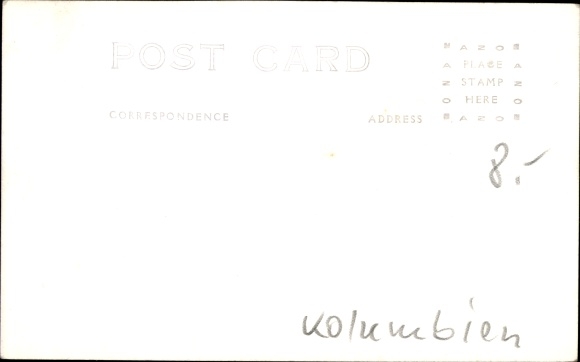 POST CARD
CORRESPONDENCE
ADDRESS
AZO
PLACE
STAMP
HERE
AZO
8.-
Kolumbien